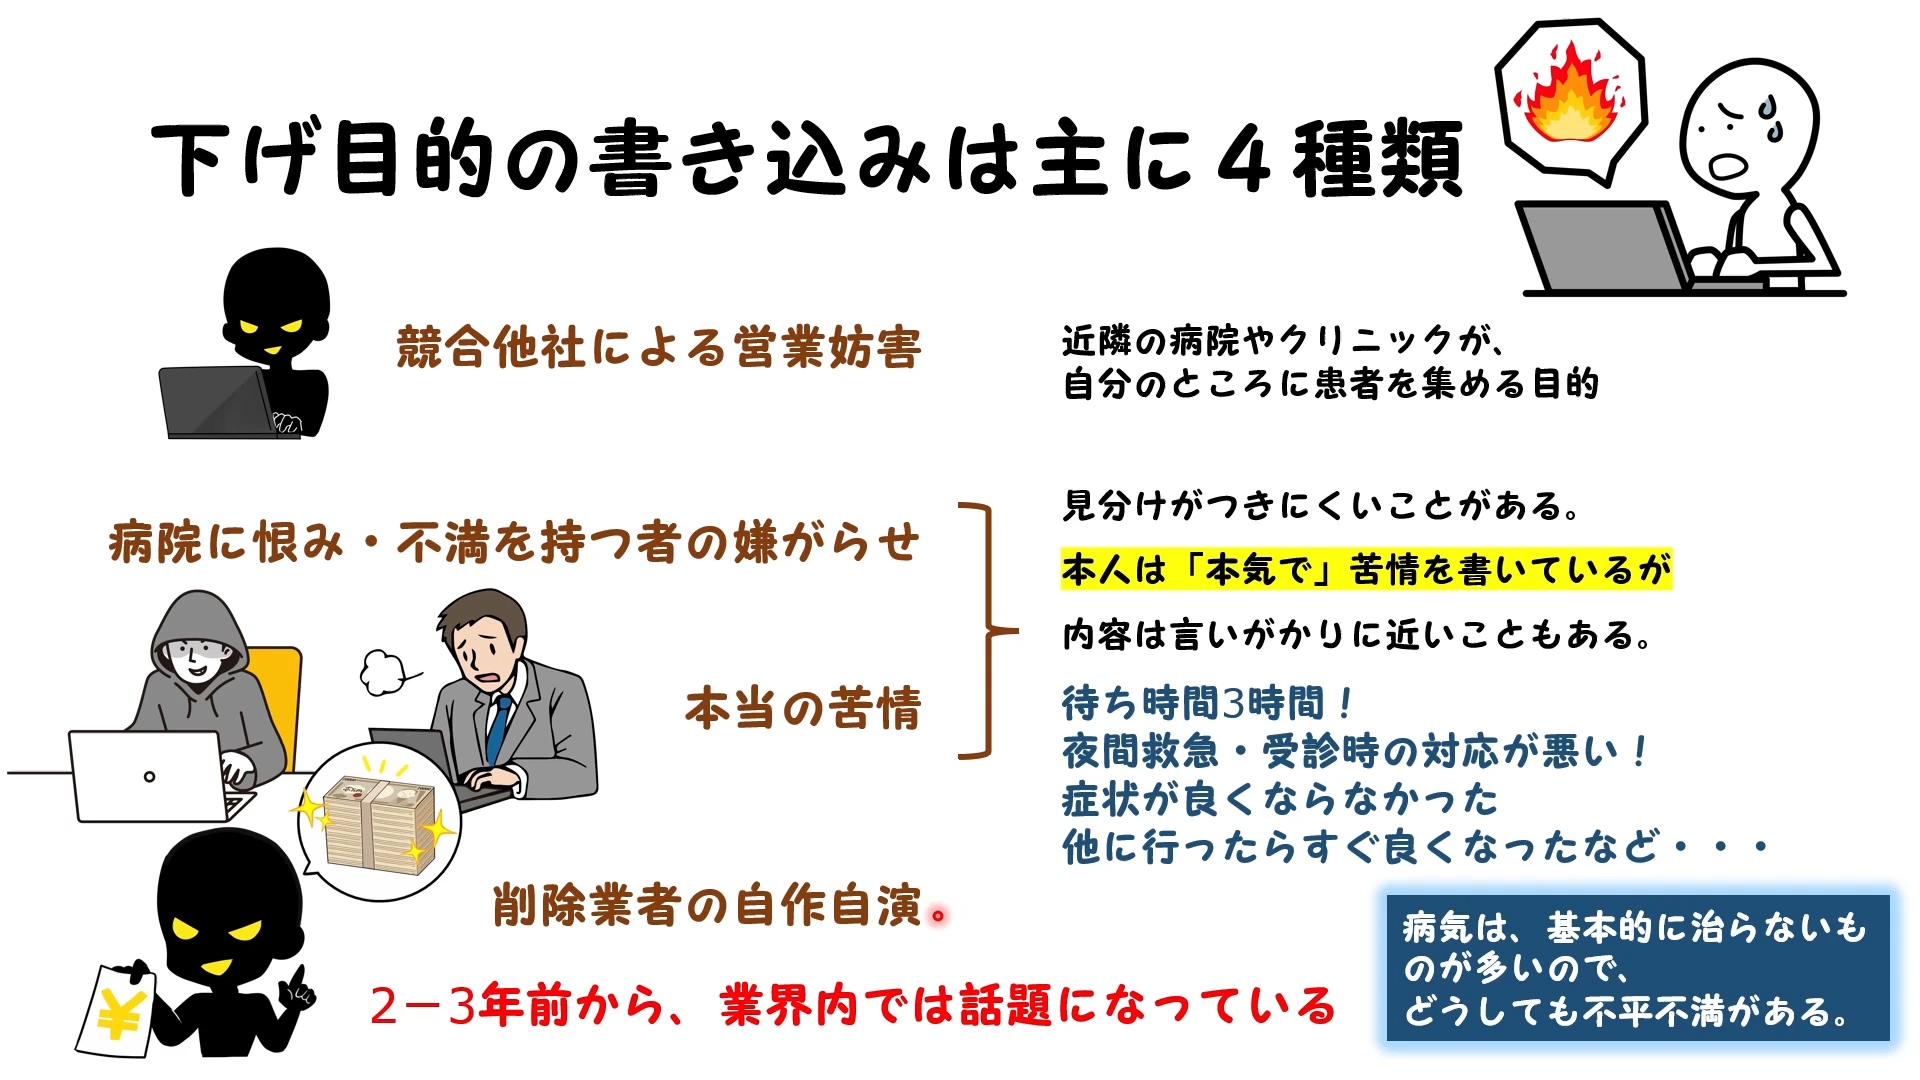 下げ目的の書き込みは主に４種類
競合他社による営業妨害
近隣の病院やクリニックが、
自分のところに患者を集める目的
病院に恨み・不満を持つ者の嫌がらせ
本当の苦情
見分けがつきにくいことがある。
本人は「本気で」苦情を書いているが
内容は言いがかりに近いこともある。
待ち時間3時間！
夜間救急・受診時の対応が悪い！
症状が良くならなかった
他に行ったらすぐ良くなったなど・・・
削除業者の自作自演。
2－3年前から、業界内では話題になっている
病気は、基本的に治らないも
のが多いので、
どうしても不平不満がある。
¥